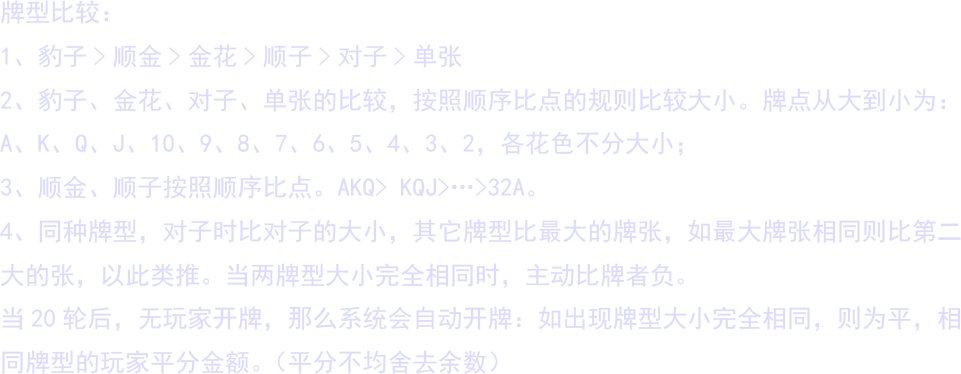 牌型比较：
1、豹子＞顺金＞金花＞顺子＞对子＞单张
2、豹子、金花、对子、单张的比较，按照顺序比点的规则比较大小。牌点从大到小为：
A、K、Q、J、10、9、8、7、6、5、4、3、2，各花色不分大小；
3、顺金、顺子按照顺序比点。AKQ> KQJ>…>32A。
4、同种牌型，对子时比对子的大小，其它牌型比最大的牌张，如最大牌张相同则比第二
大的张，以此类推。当两牌型大小完全相同时，主动比牌者负。
当 20 轮后，无玩家开牌，那么系统会自动开牌：如出现牌型大小完全相同，则为平，相
同牌型的玩家平分金额。（平分不均舍去余数）